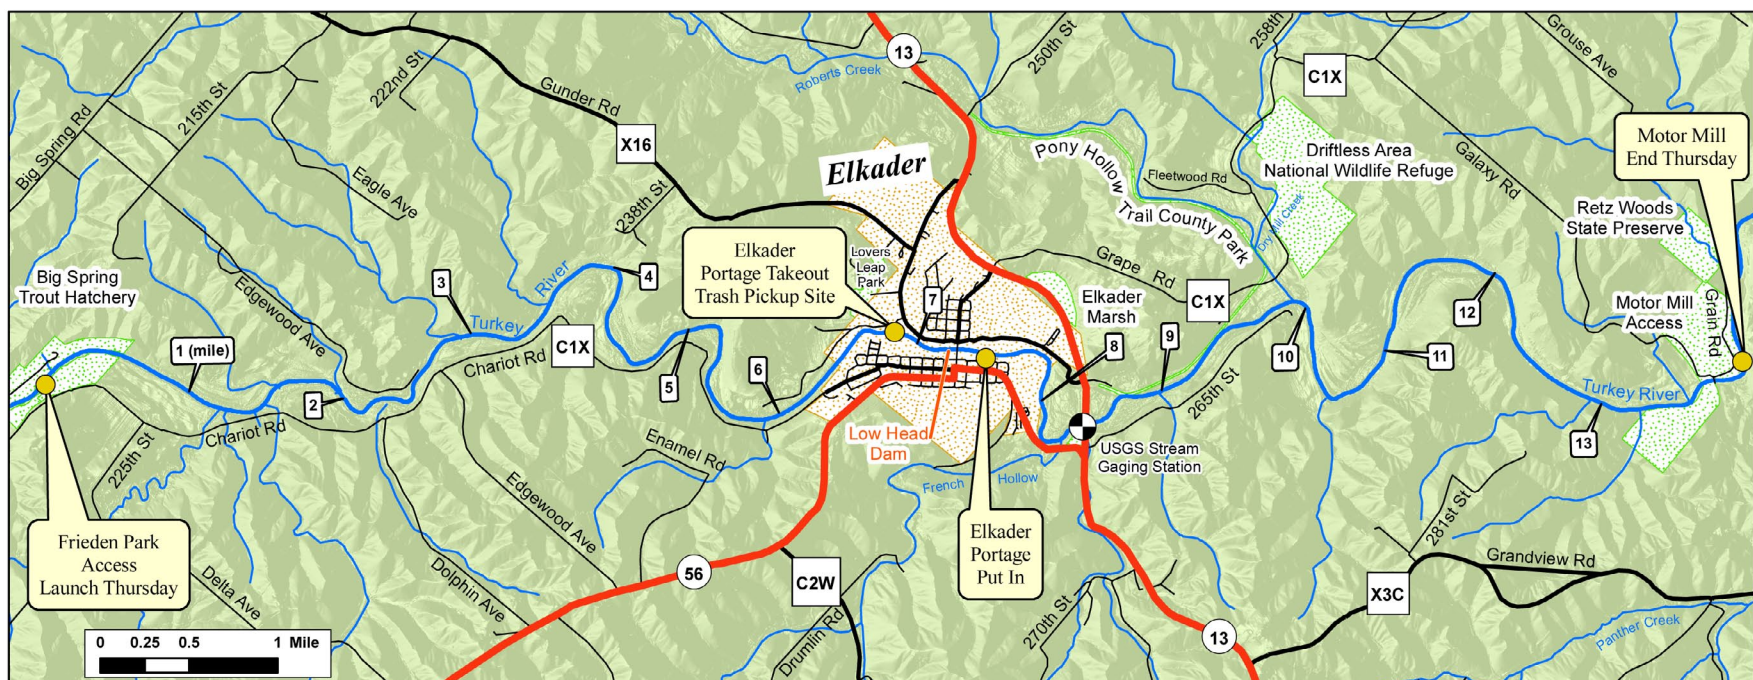 13
Roberts Creek
250th St
258th
C1X
Grouse Ave
Big Spring Rd
215th St
222nd St
Gunder Rd
X16
Eagle Ave
238th St
Elkader
Pony Hollow
Trail County Park
Fleetwood Rd
Dry Mill Creek
Driftless Area
National Wildlife Refuge
Galaxy Rd
Motor Mill
End Thursday
Retz Woods
State Preserve
Big Spring
Trout Hatchery
Edgewood Ave
3
Turkey
River
4
Elkader
Portage Takeout
Trash Pickup Site
Lovers
Leap
Park
7
Grape Rd
C1X
Elkader
Marsh
Motor Mill
Access
Grain Rd
12
1 (mile)
2
Chariot Rd
C1X
5
6
8
9
10
11
265th St
Turkey River
13
225th St
Chariot Rd
Enamel Rd
Low Head
Dam
French Hollow
USGS Stream
Gaging Station
Frieden Park
Access
Launch Thursday
Delta Ave
Dolphin Ave
Edgewood Ave
56
C2W
Drumlin Rd
Elkader
Portage
Put In
270th St
13
281st St
X3C
Grandview Rd
Panther Creek
0 0.25 0.5 1 Mile